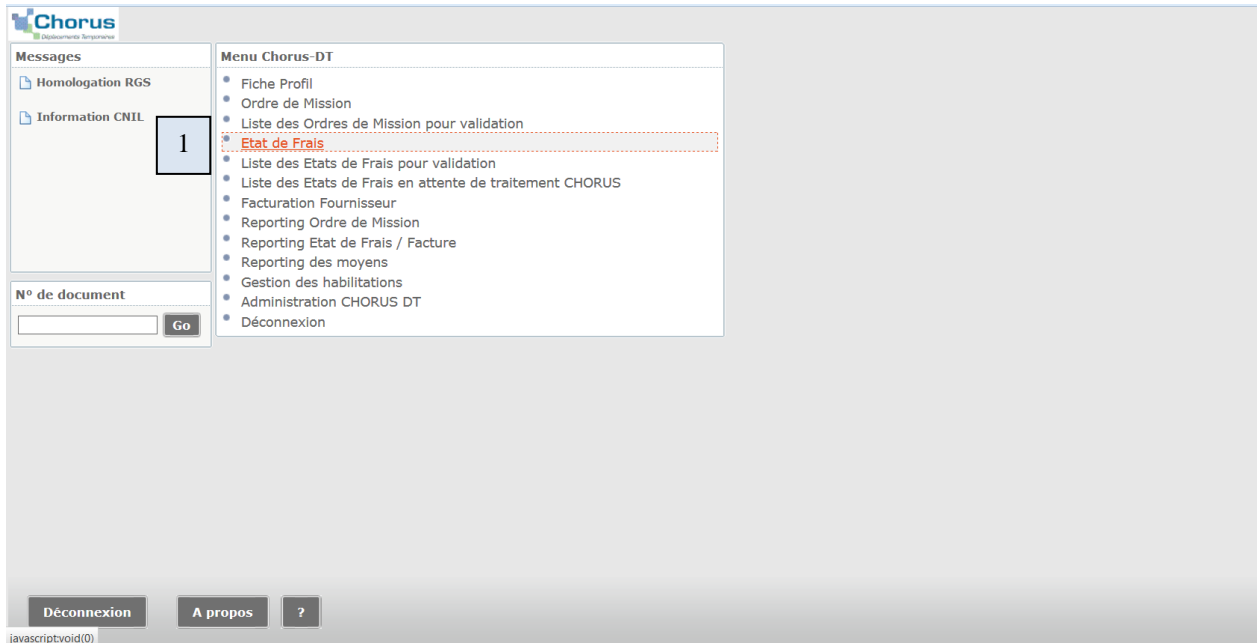 Chorus
Déplacements Temporaires
Messages
Homologation RGS
Information CNIL
1
Menu Chorus-DT
Fiche Profil
Ordre de Mission
Liste des Ordres de Mission pour validation
Etat de Frais
Liste des Etats de Frais pour validation
Liste des Etats de Frais en attente de traitement CHORUS
Facturation Fournisseur
Reporting Ordre de Mission
Reporting Etat de Frais / Facture
Reporting des moyens
Gestion des habilitations
Administration CHORUS DT
Déconnexion
Nº de document
Go
Déconnexion
A propos
?
javascript:void(0)